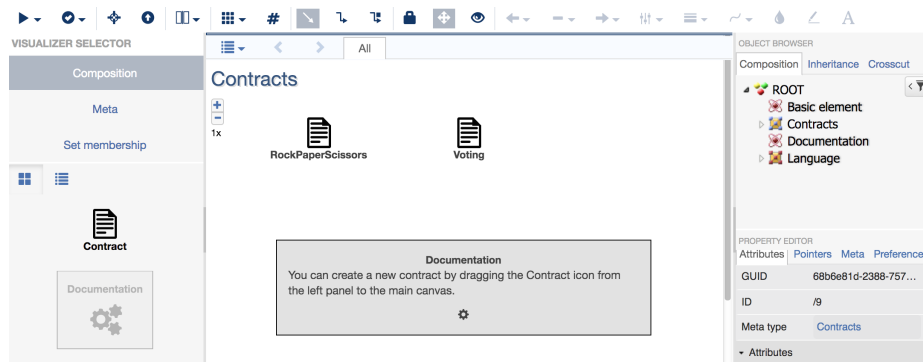 VISUALIZER SELECTOR
Composition
Meta
Set membership
Contract
Documentation
All
Contracts
1x
RockPaperScissors
Voting
Documentation
You can create a new contract by dragging the Contract icon from
the left panel to the main canvas.
OBJECT BROWSER
Composition Inheritance Crosscut
ROOT
Basic element
Contracts
Documentation
Language
PROPERTY EDITOR
Attributes Pointers Meta Preference
GUID 68b6e81d-2388-757...
ID /9
Meta type Contracts
Attributes